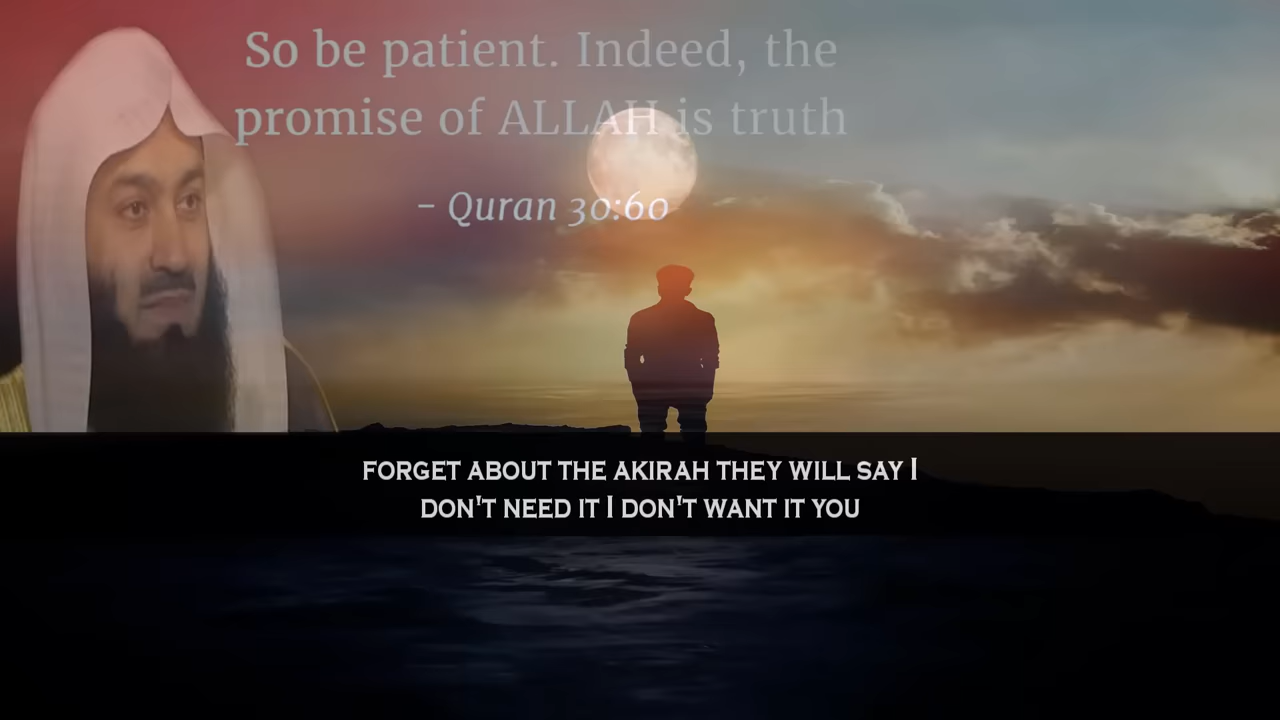 So be patient. Indeed, the
promise of ALLAH is truth
- Quran 30:60
FORGET ABOUT THE AKIRAH THEY WILL SAY I
DON'T NEED IT I DON'T WANT IT YOU